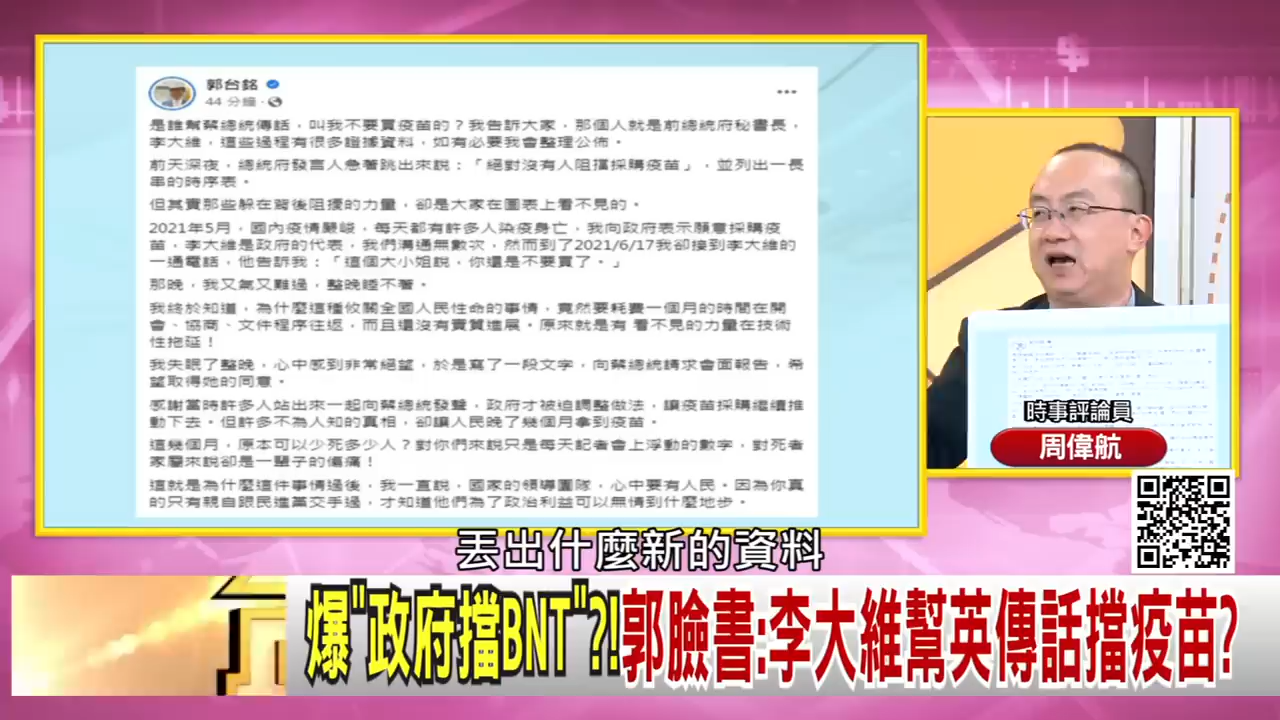 郭台銘
44 分鐘
是誰幫蔡總統傳話，叫我不要買疫苗的？我告訴大家，那個人就是前總統府秘書長，
李大維，這些過程有很多證據資料，如有必要我會整理公佈。
前天深夜，總統府發言人急著跳出來說：「絕對沒有人阻擋採購疫苗」，並列出一長
串的時序表。
但其實那些躲在背後阻擾的力量，卻是大家在圖表上看不見的。
2021年5月，國內疫情嚴峻，每天都有許多人染疫身亡，我向政府表示願意採購疫
苗，李大維是政府的代表，我們溝通無數次，然而到了2021/6/17我卻接到李大維的
一通電話，他告訴我：「這個大小姐說，你還是不要買了。」
那晚，我又氣又難過，整晚睡不著。
我終於知道，為什麼這種攸關全國人民性命的事情，竟然要耗費一個月的時間在開
會、協商、文件程序往返，而且還沒有實質進展。原來就是有 看不見的力量在技術
性拖延！
我失眠了整晚，心中感到非常絕望，於是寫了一段文字，向蔡總統請求會面報告，希
望取得她的同意。
感謝當時許多人站出來一起向蔡總統發聲，政府才被迫調整做法，讓疫苗採購繼續推
動下去。但許多不為人知的真相，卻讓人民晚了幾個月拿到疫苗。
這幾個月，原本可以少死多少人？對你們來說只是每天記者會上浮動的數字，對死者
家屬來說卻是一輩子的傷痛！
這就是為什麼這件事情過後，我一直說，國家的領導團隊，心中要有人民。因為你真
的只有親自跟民進黨交手過，才知道他們為了政治利益可以無情到什麼地步。
時事評論員
周偉航
丟出什麼新的資料
爆"政府擋BNT"?!郭臉書:李大維幫英傳話擋疫苗?